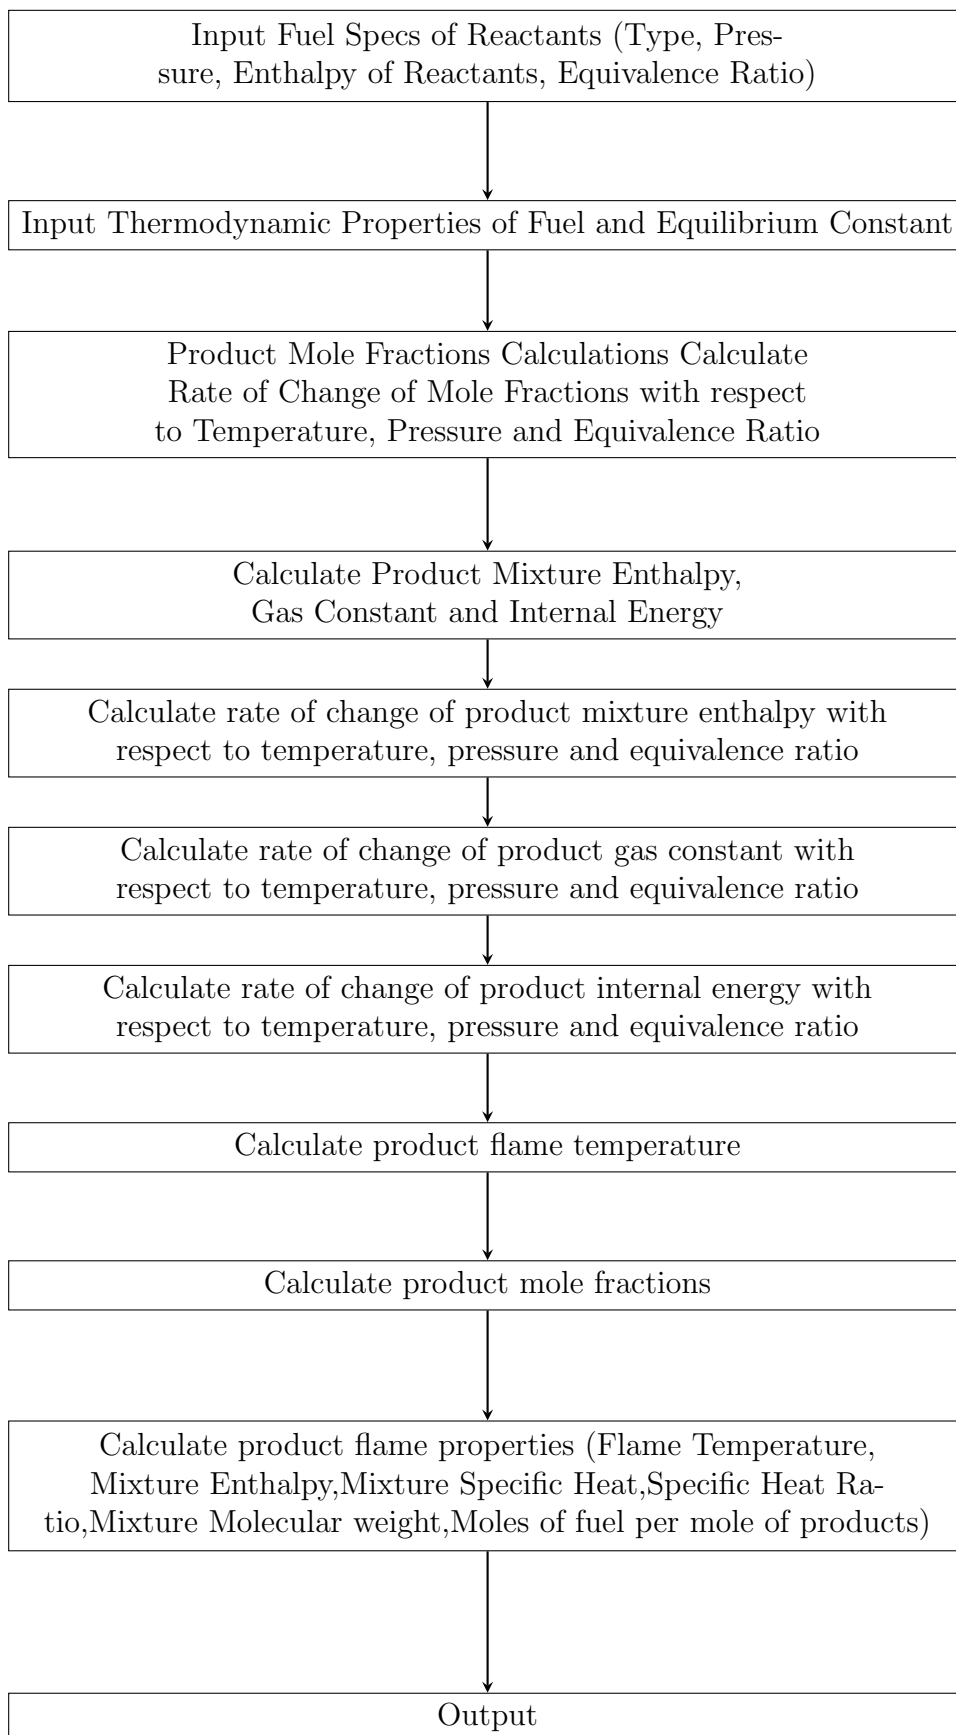 Input Fuel Specs of Reactants (Type, Pres-
sure, Enthalpy of Reactants, Equivalence Ratio)
Input Thermodynamic Properties of Fuel and Equilibrium Constant
Product Mole Fractions Calculations Calculate
Rate of Change of Mole Fractions with respect
to Temperature, Pressure and Equivalence Ratio
Calculate Product Mixture Enthalpy,
Gas Constant and Internal Energy
Calculate rate of change of product mixture enthalpy with
respect to temperature, pressure and equivalence ratio
Calculate rate of change of product gas constant with
respect to temperature, pressure and equivalence ratio
Calculate rate of change of product internal energy with
respect to temperature, pressure and equivalence ratio
Calculate product flame temperature
Calculate product mole fractions
Calculate product flame properties (Flame Temperature,
Mixture Enthalpy,Mixture Specific Heat,Specific Heat Ra-
tio,Mixture Molecular weight,Moles of fuel per mole of products)
Output